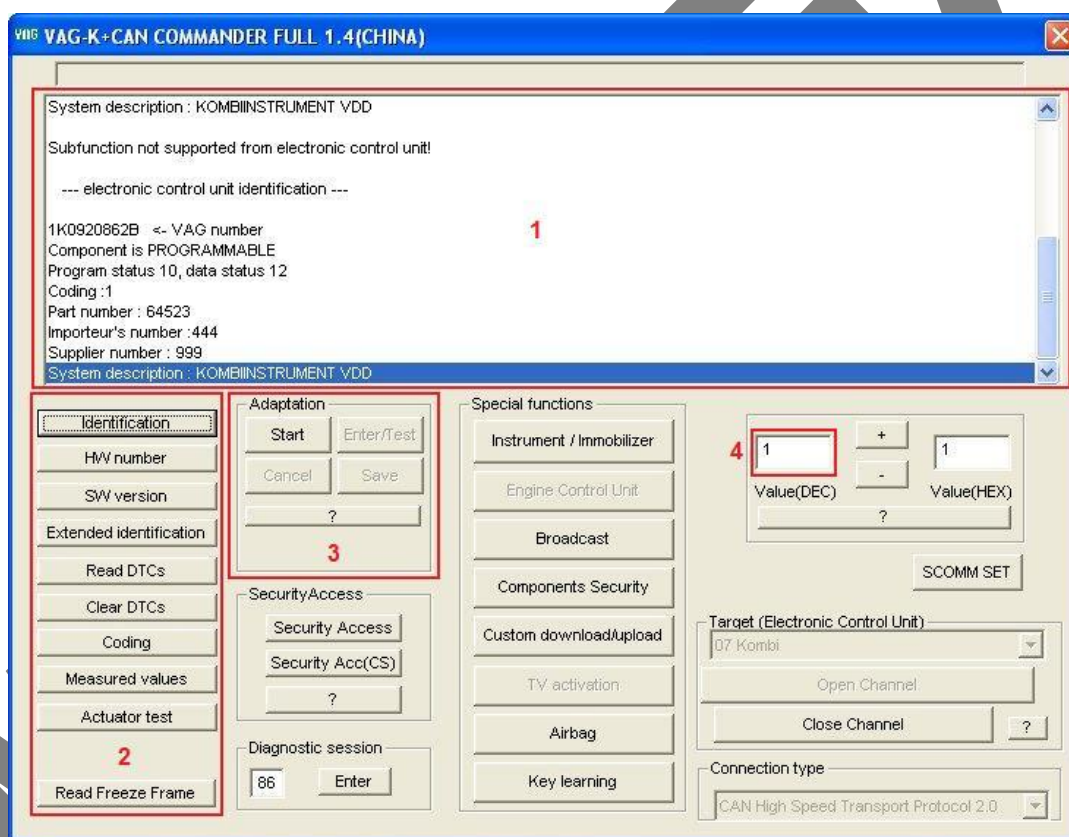 VAG VAG-K+CAN COMMANDER FULL 1.4(CHINA)
System description : KOMBIINSTRUMENT VDD
Subfunction not supported from electronic control unit!
--- electronic control unit identification ---
1K0920862B <- VAG number
Component is PROGRAMMABLE
Program status 10, data status 12
Coding :1
Part number : 64523
Importeur's number :444
Supplier number : 999
System description : KOMBIINSTRUMENT VDD
1
Identification
HW number
SW version
Extended identification
Read DTCs
Clear DTCs
Coding
Measured values
Actuator test
2
Read Freeze Frame
Adaptation
Start Enter/Test
Cancel Save
?
3
SecurityAccess
Security Access
Security Acc(CS)
?
Diagnostic session
86 Enter
Special functions
Instrument / Immobilizer
Engine Control Unit
Broadcast
Components Security
Custom download/upload
TV activation
Airbag
Key learning
4 1 + 1
Value(DEC) - Value(HEX)
?
SCOMM SET
Target (Electronic Control Unit)
07 Kombi
Open Channel
Close Channel ?
Connection type
CAN High Speed Transport Protocol 2.0